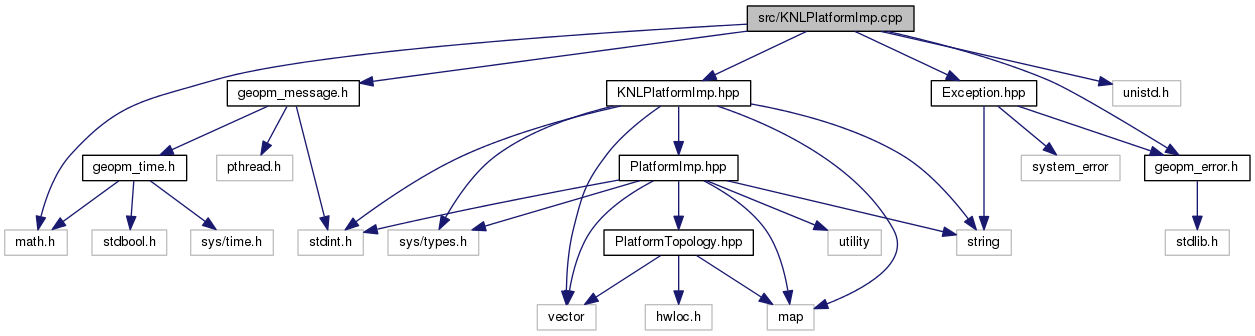 src/KNLPlatformImp.cpp
geopm_message.h
KNLPlatformImp.hpp
Exception.hpp
unistd.h
geopm_time.h
pthread.h
PlatformImp.hpp
system_error
geopm_error.h
math.h
stdbool.h
sys/time.h
stdint.h
sys/types.h
PlatformTopology.hpp
utility
string
stdlib.h
vector
hwloc.h
map